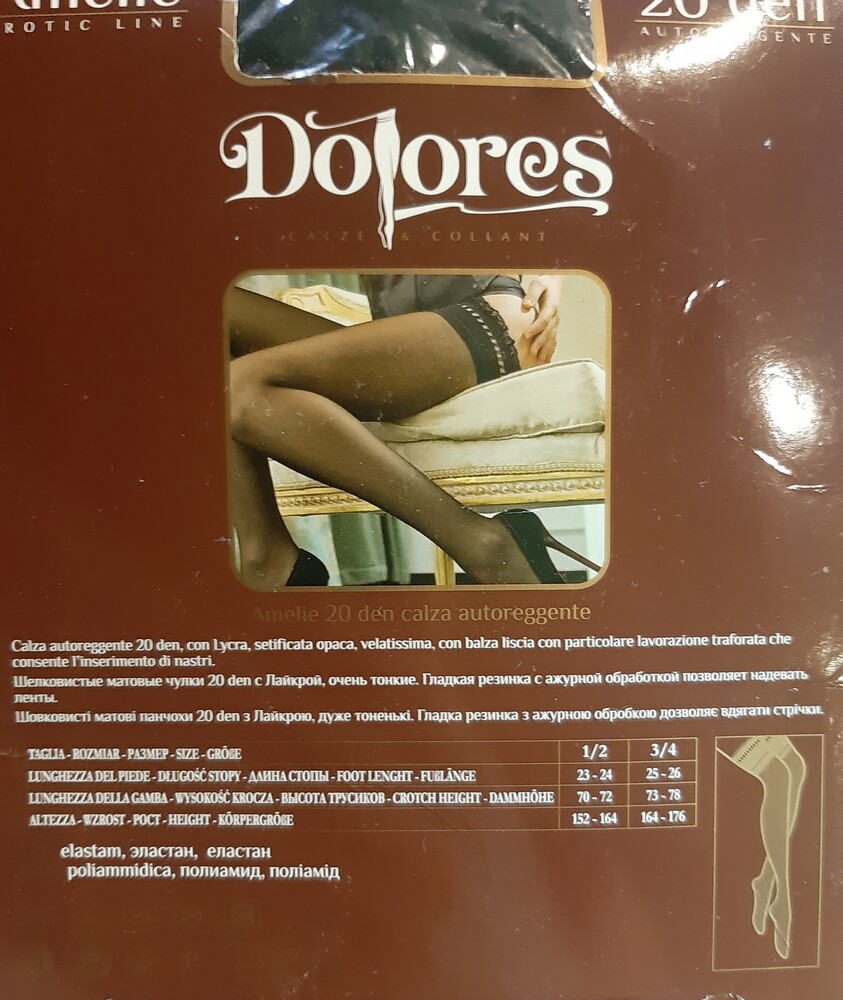 Amelie
20 den
EROTIC LINE
AUTOREGGENTE
Dolores
CALZE & COLLANT
Amelie 20 den calza autoreggente
Calza autoreggente 20 den, con Lycra, setificata opaca, velatissima, con balza liscia con particolare lavorazione traforata che
consente l'inserimento di nastri.
Шелковистые матовые чулки 20 den с Лайкрой, очень тонкие. Гладкая резинка с ажурной обработкой позволяет надевать
ленты.
Шовковисті матові панчохи 20 den з Лайкрою, дуже тоненькі. Гладка резинка з ажурною обробкою дозволяє вдягати стрічки.
TAGLIA - ROZMIAR - РАЗМЕР - SIZE - GRÖßE 1/2 3/4
LUNGHEZZA DEL PIEDE - DŁUGOŚĆ STOPY - ДЛИНА СТОПЫ - FOOT LENGHT - FUßLÄNGE 23 - 24 25 - 26
LUNGHEZZA DELLA GAMBA - WYSOKOŚĆ KROCZA - ВЫСОТА ТРУСИКОВ - CROTCH HEIGHT - DAMMHÖHE 70 - 72 73 - 78
ALTEZZA - WZROST - РОСТ - HEIGHT - KÖRPERGRÖßE 152 - 164 164 - 176
elastam, эластан, еластан
poliammidica, полиамид, поліамід